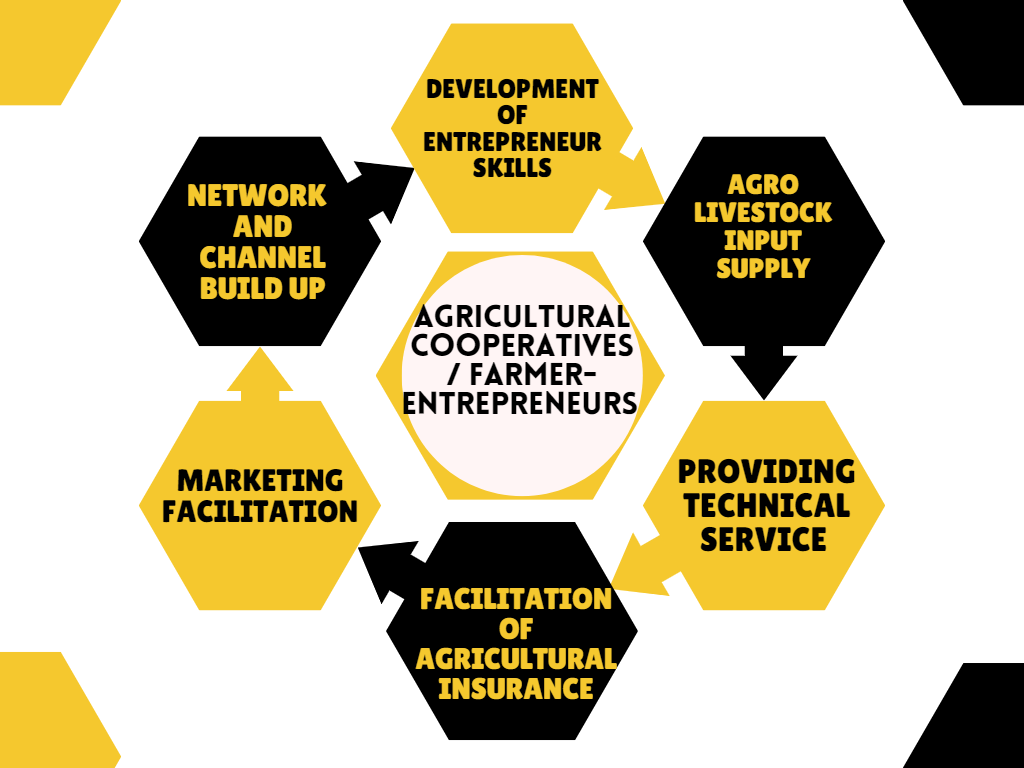 DEVELOPMENT
OF
ENTREPRENEUR
SKILLS
AGRO
LIVESTOCK
INPUT
SUPPLY
PROVIDING
TECHNICAL
SERVICE
FACILITATION
OF
AGRICULTURAL
INSURANCE
MARKETING
FACILITATION
NETWORK
AND
CHANNEL
BUILD UP
AGRICULTURAL
COOPERATIVES
/ FARMER-
ENTREPRENEURS